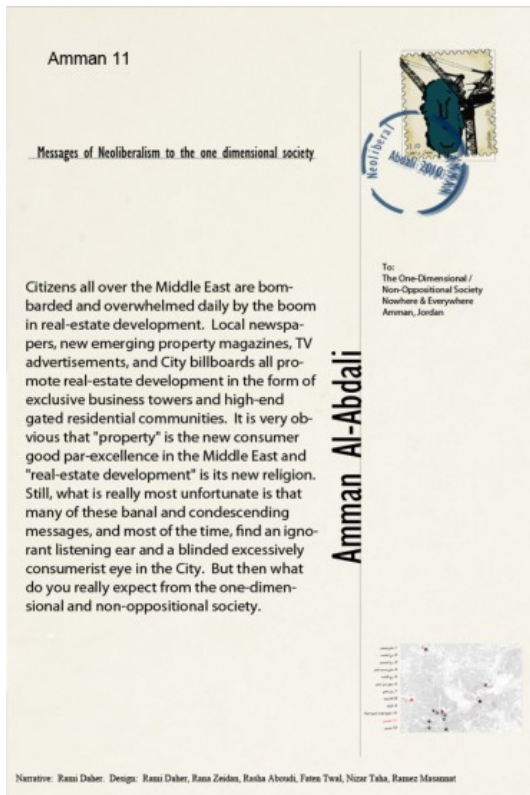 Amman 11
Messages of Neoliberalism to the one dimensional society
Neoliberal
Abdali 2010
To:
The One-Dimensional /
Non-Oppositional Society
Nowhere & Everywhere
Amman, Jordan
Citizens all over the Middle East are bom-
barded and overwhelmed daily by the boom
in real-estate development.  Local newspa-
pers, new emerging property magazines, TV
advertisements, and City billboards all pro-
mote real-estate development in the form of
exclusive business towers and high-end
gated residential communities.  It is very ob-
vious that "property" is the new consumer
good par-excellence in the Middle East and
"real-estate development" is its new religion.
Still, what is really most unfortunate is that
many of these banal and condescending
messages, and most of the time, find an igno-
rant listening ear and a blinded excessively
consumerist eye in the City.  But then what
do you really expect from the one-dimen-
sional and non-oppositional society.
Amman Al-Abdali
Narrative:  Rami Daher.  Design:  Rami Daher, Rana Zeidan, Rasha Aboudi, Faten Twal, Nizar Taha, Ramez Masannat